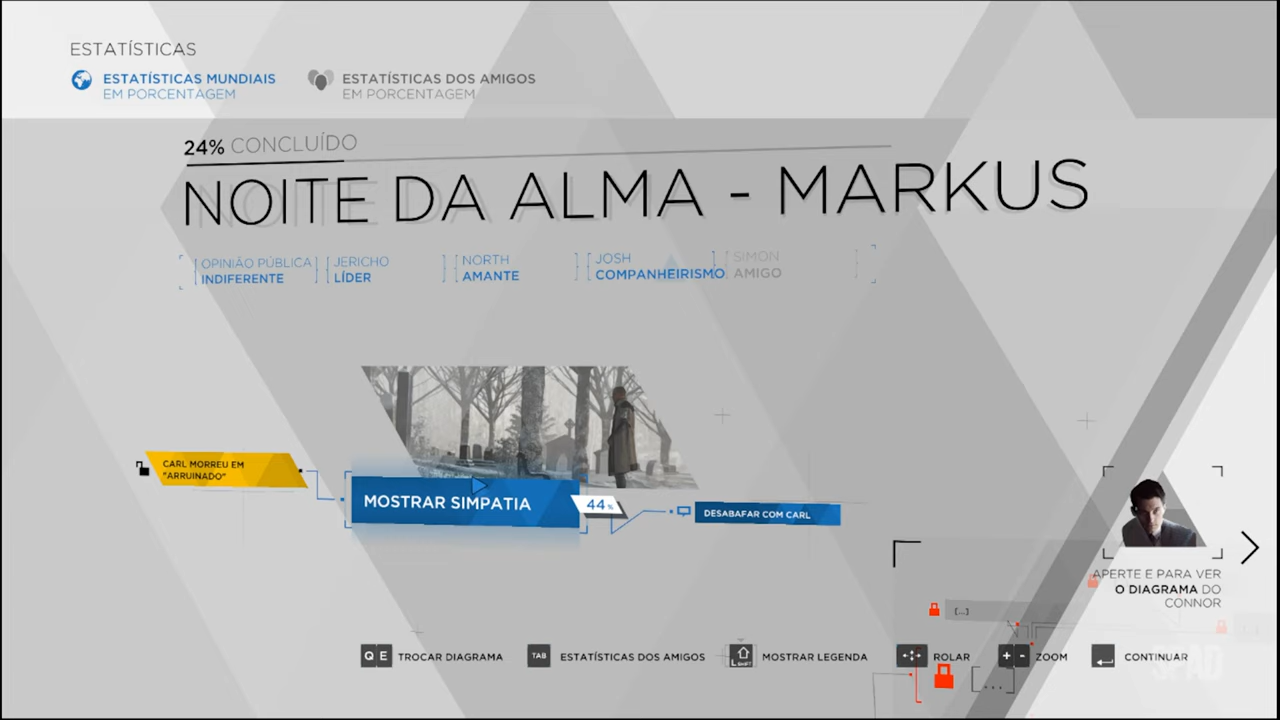 ESTATÍSTICAS
ESTATÍSTICAS MUNDIAIS
EM PORCENTAGEM
ESTATÍSTICAS DOS AMIGOS
EM PORCENTAGEM
24% CONCLUÍDO
NOITE DA ALMA - MARKUS
OPINIÃO PÚBLICA
INDIFERENTE
JERICHO
LÍDER
NORTH
AMANTE
JOSH
COMPANHEIRISMO
SIMON
AMIGO
CARL MORREU EM
"ARRUINADO"
MOSTRAR SIMPATIA
44%
DESABAFAR COM CARL
APERTE E PARA VER
O DIAGRAMA DO
CONNOR
[...]
Q E TROCAR DIAGRAMA
TAB ESTATÍSTICAS DOS AMIGOS
L SHIFT MOSTRAR LEGENDA
ROLAR
+ - ZOOM
CONTINUAR
[...]